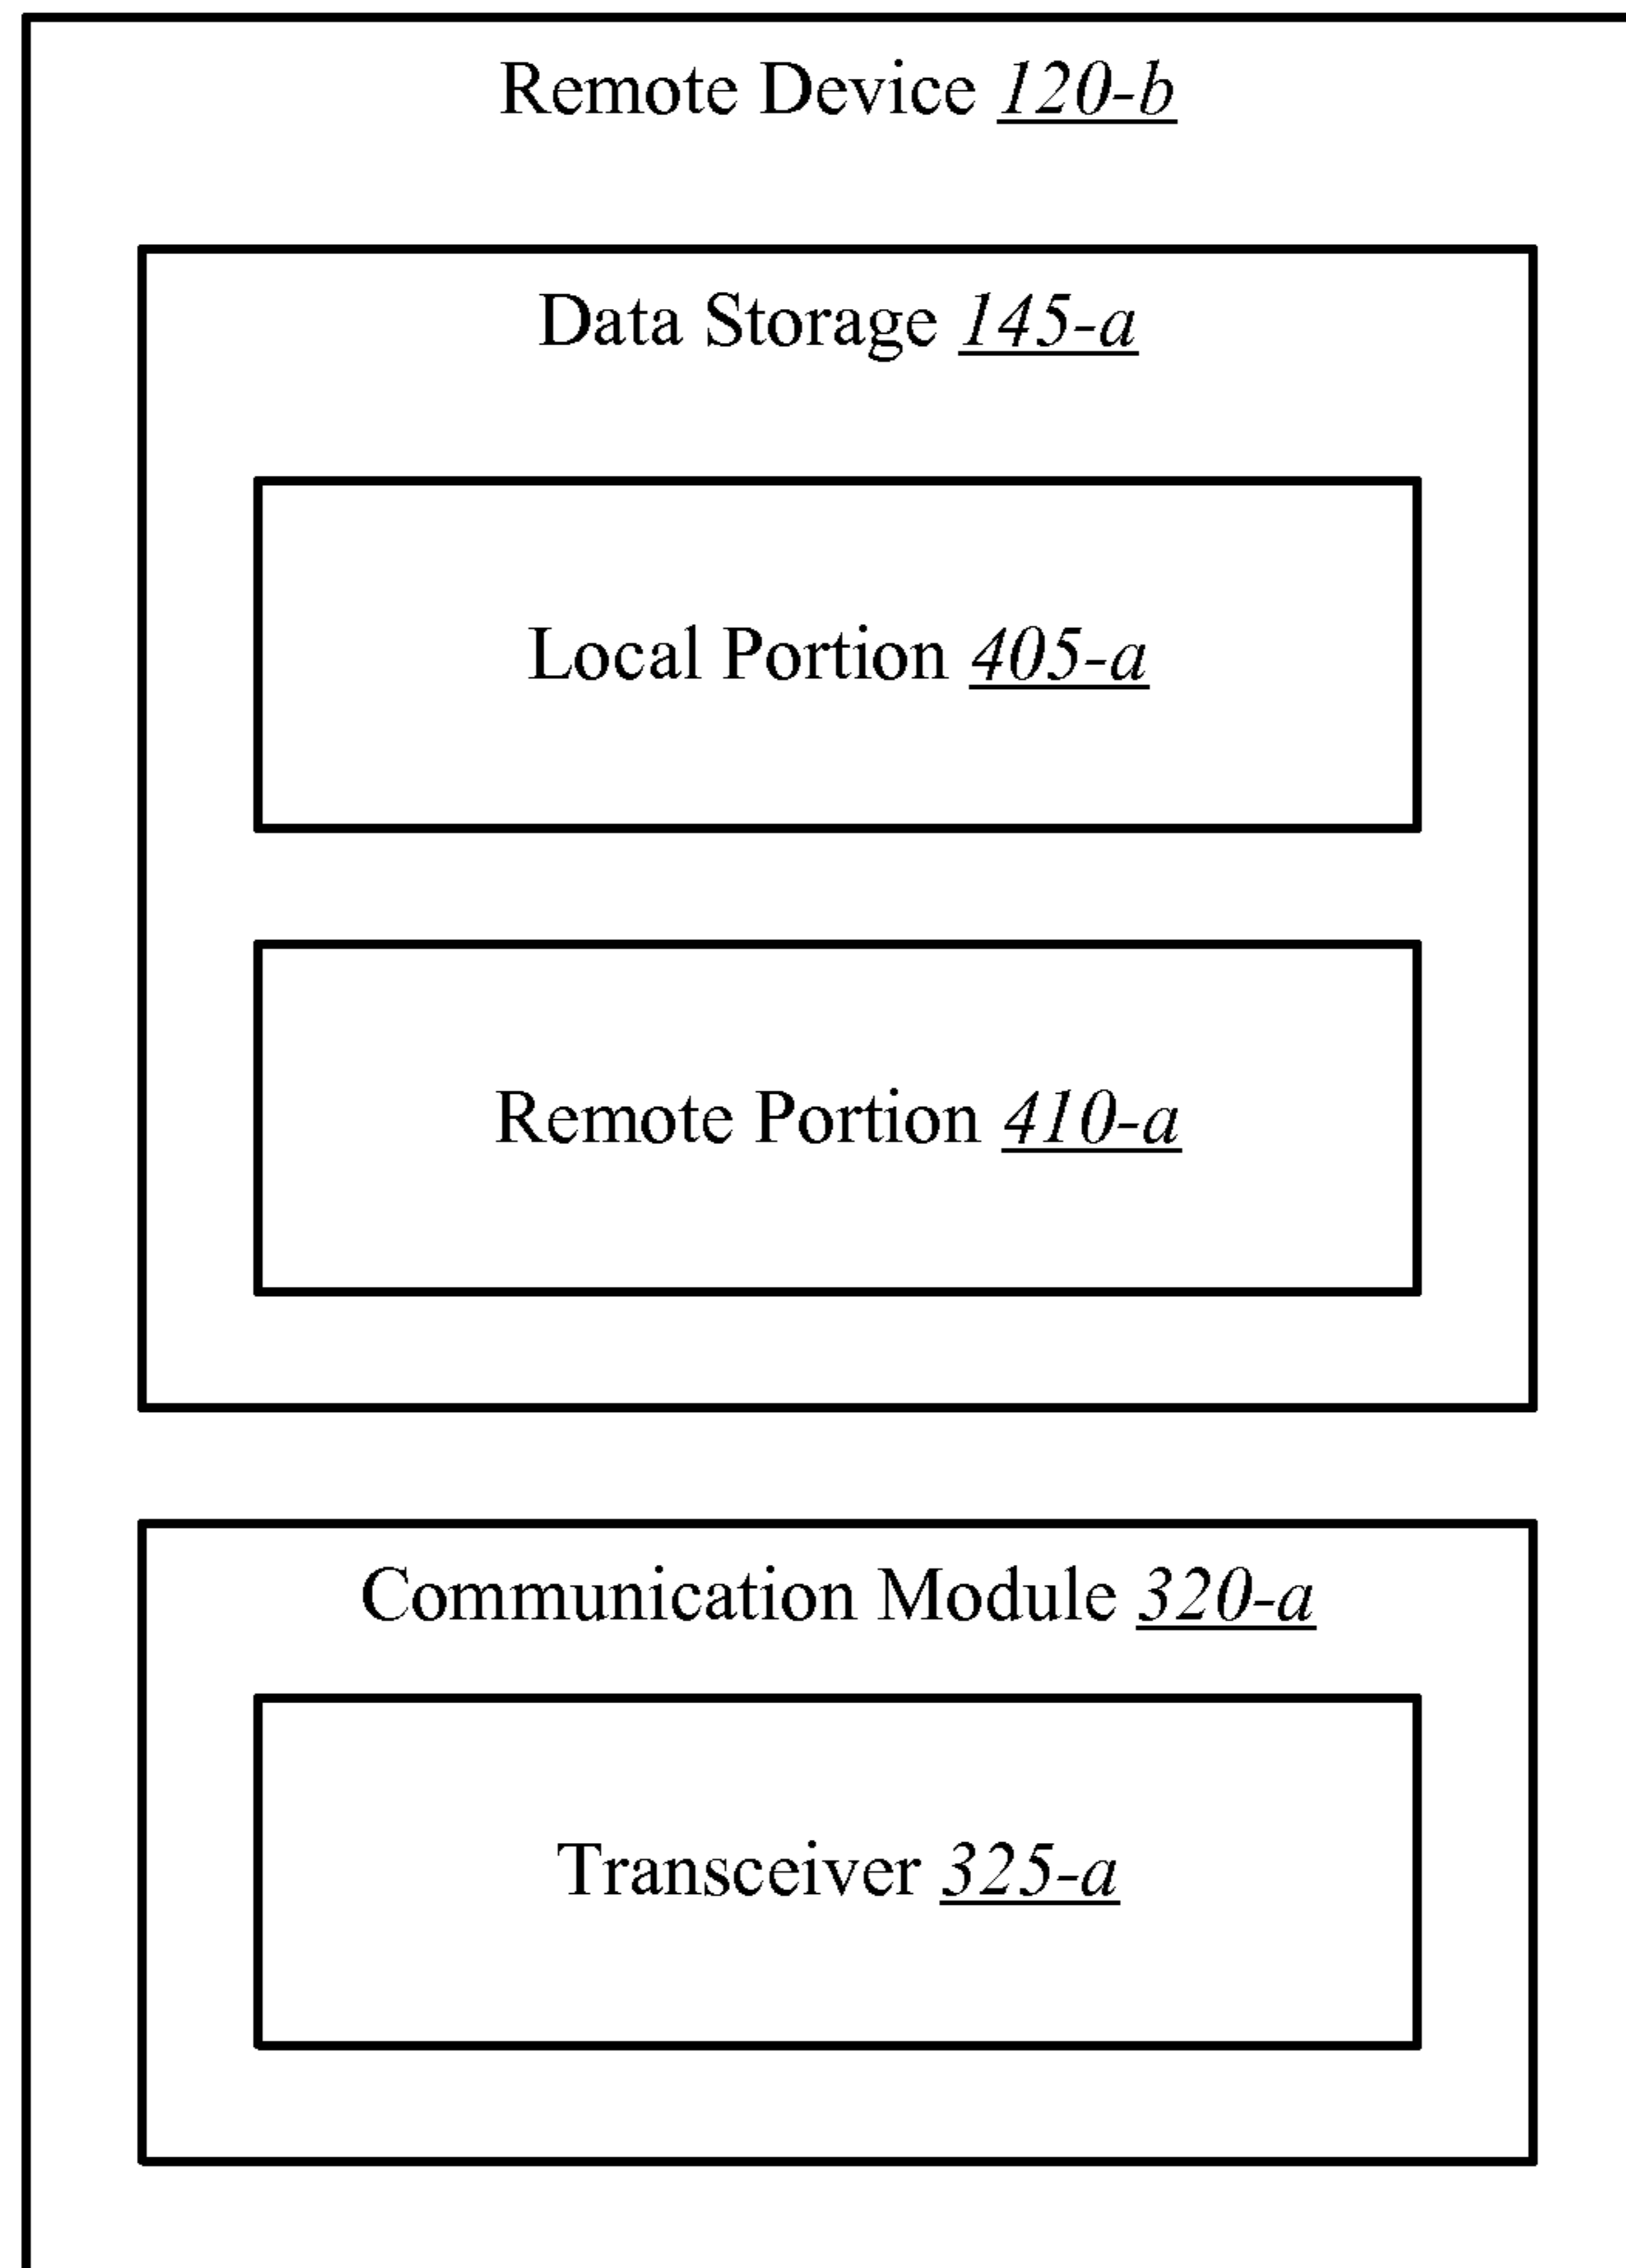 Remote Device 120-b
Data Storage 145-a
Local Portion 405-a
Remote Portion 410-a
Communication Module 320-a
Transceiver 325-a